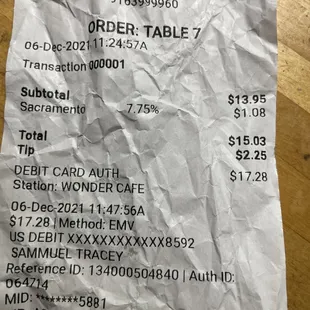 9163999960
ORDER: TABLE 7
06-Dec-2021 11:24:57A
Transaction 000001
Subtotal $13.95
Sacramento 7.75% $1.08
Total $15.03
Tip $2.25
DEBIT CARD AUTH $17.28
Station: WONDER CAFE
06-Dec-2021 11:47:56A
$17.28 | Method: EMV
US DEBIT XXXXXXXXXXXX8592
SAMMUEL TRACEY
Reference ID: 134000504840 | Auth ID:
064714
MID: ********5881